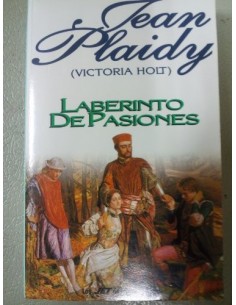 Jean
Plaidy
(VICTORIA HOLT)
LABERINTO
DE PASIONES